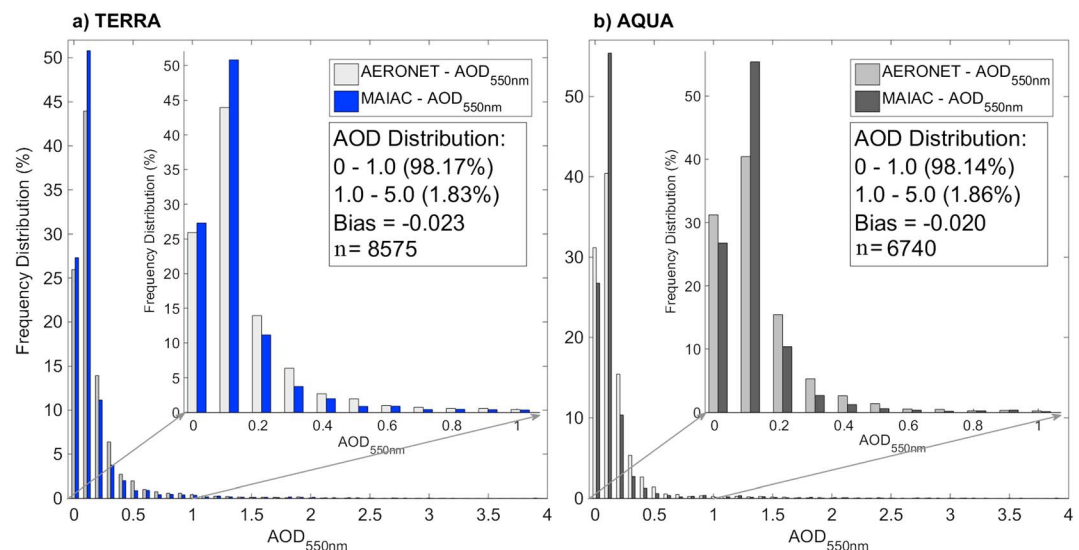 a) TERRA
Frequency Distribution (%)
50
45
40
35
30
25
20
15
10
5
0
0 0.5 1 1.5 2 2.5 3 3.5 4
AOD550nm
Frequency Distribution (%)
50
45
40
35
30
25
20
15
10
5
0
0 0.2 0.4 0.6 0.8 1
AOD550nm
AERONET - AOD550nm
MAIAC - AOD550nm
AOD Distribution:
0 - 1.0 (98.17%)
1.0 - 5.0 (1.83%)
Bias = -0.023
n= 8575
b) AQUA
50
40
30
20
10
0
0 0.5 1 1.5 2 2.5 3 3.5 4
AOD550nm
Frequency Distribution (%)
50
40
30
20
10
0
0 0.2 0.4 0.6 0.8 1
AOD550nm
AERONET - AOD550nm
MAIAC - AOD550nm
AOD Distribution:
0 - 1.0 (98.14%)
1.0 - 5.0 (1.86%)
Bias = -0.020
n= 6740